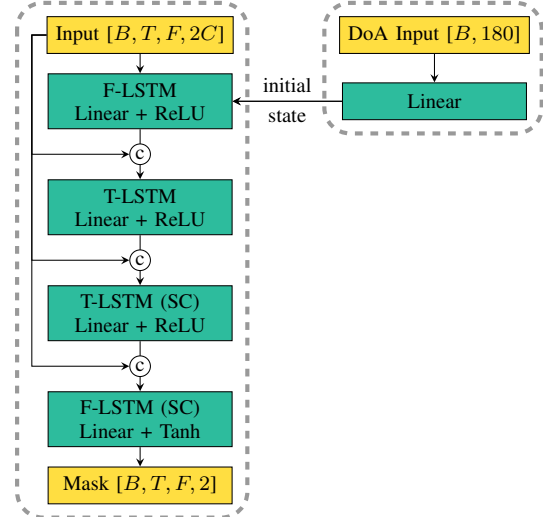 Input [B, T, F, 2C]
DoA Input [B, 180]
F-LSTM
Linear + ReLU
initial
state
Linear
c
T-LSTM
Linear + ReLU
c
T-LSTM (SC)
Linear + ReLU
c
F-LSTM (SC)
Linear + Tanh
Mask [B, T, F, 2]